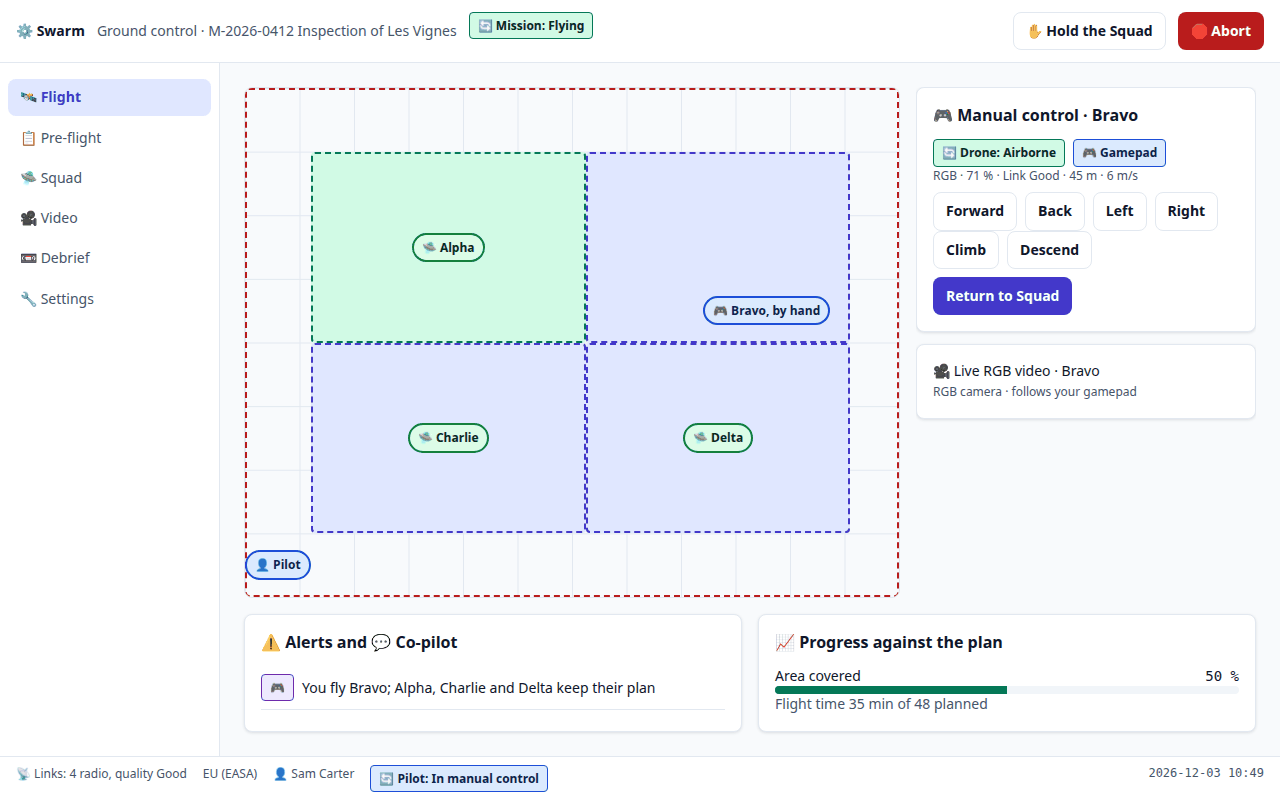 ⚙️ Swarm Ground control · M-2026-0412 Inspection of Les Vignes 🔄 Mission: Flying ✋ Hold the Squad 🛑 Abort
🛰️ Flight
📋 Pre-flight
🛸 Squad
🎥 Video
📼 Debrief
🔧 Settings
🛸 Alpha
🎮 Bravo, by hand
🛸 Charlie
🛸 Delta
👤 Pilot
🎮 Manual control · Bravo
🔄 Drone: Airborne 🎮 Gamepad
RGB · 71 % · Link Good · 45 m · 6 m/s
Forward Back Left Right
Climb Descend
Return to Squad
🎥 Live RGB video · Bravo
RGB camera · follows your gamepad
⚠️ Alerts and 💬 Co-pilot
🎮 You fly Bravo; Alpha, Charlie and Delta keep their plan
📈 Progress against the plan
Area covered 50 %
Flight time 35 min of 48 planned
📡 Links: 4 radio, quality Good EU (EASA) 👤 Sam Carter 🔄 Pilot: In manual control 2026-12-03 10:49